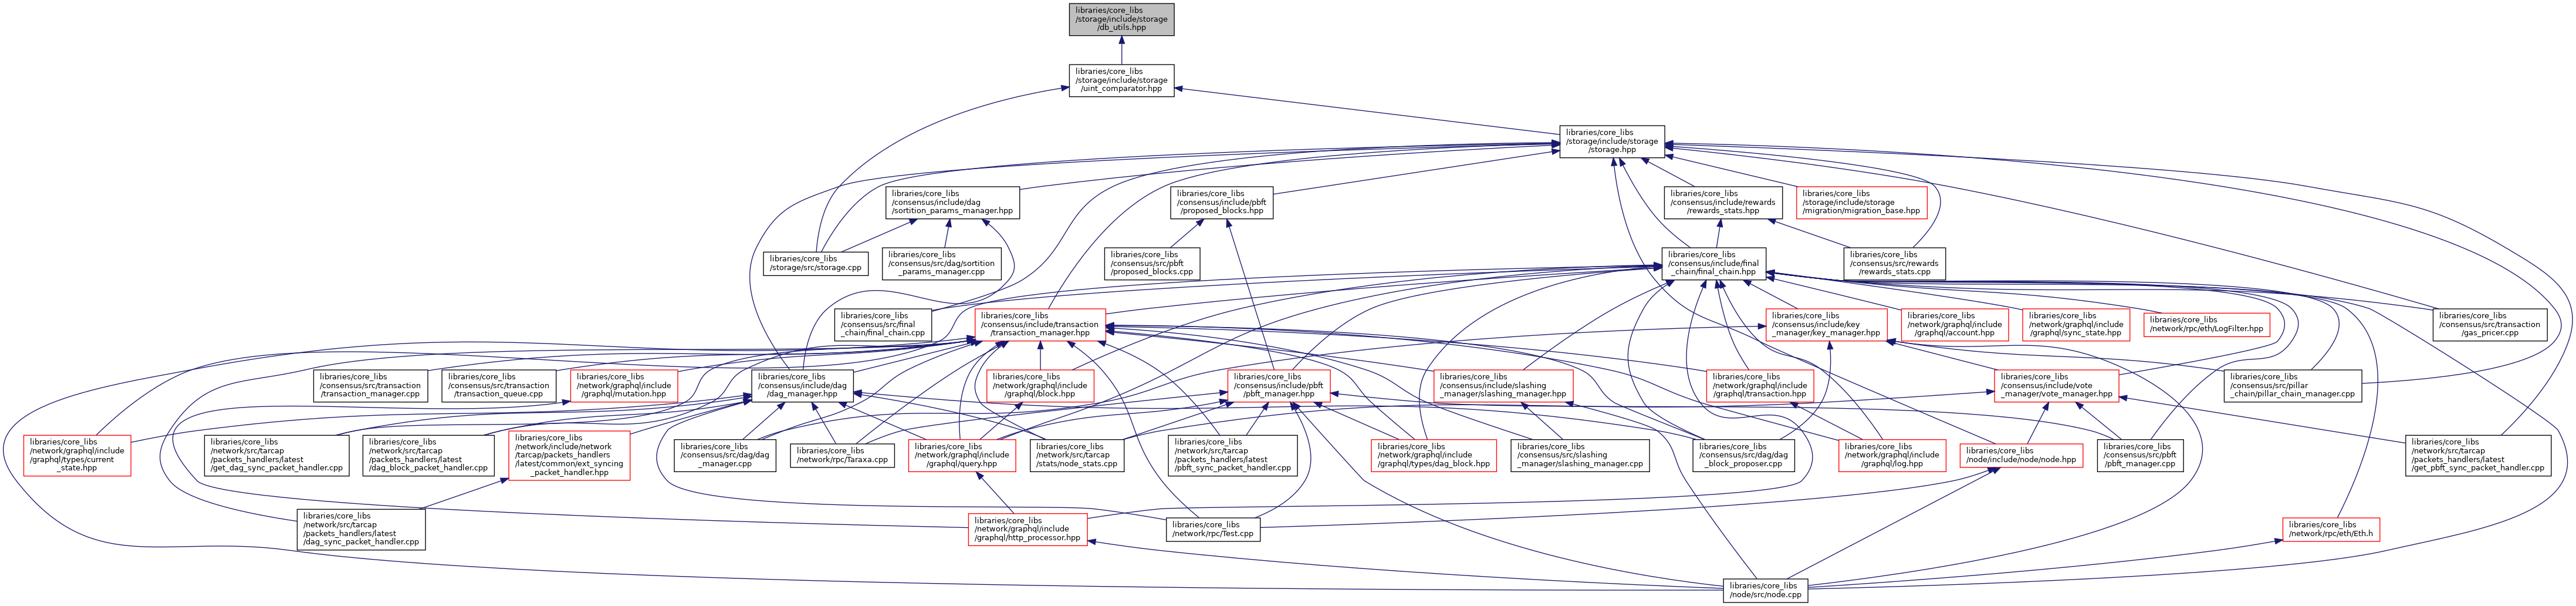 libraries/core_libs
/storage/include/storage
/db_utils.hpp
libraries/core_libs
/storage/include/storage
/uint_comparator.hpp
libraries/core_libs
/storage/include/storage
/storage.hpp
libraries/core_libs
/consensus/include/dag
/sortition_params_manager.hpp
libraries/core_libs
/consensus/include/pbft
/proposed_blocks.hpp
libraries/core_libs
/consensus/include/rewards
/rewards_stats.hpp
libraries/core_libs
/storage/include/storage
/migration/migration_base.hpp
libraries/core_libs
/storage/src/storage.cpp
libraries/core_libs
/consensus/src/dag/sortition
_params_manager.cpp
libraries/core_libs
/consensus/src/pbft
/proposed_blocks.cpp
libraries/core_libs
/consensus/include/final
_chain/final_chain.hpp
libraries/core_libs
/consensus/src/rewards
/rewards_stats.cpp
libraries/core_libs
/consensus/src/final
_chain/final_chain.cpp
libraries/core_libs
/consensus/include/transaction
/transaction_manager.hpp
libraries/core_libs
/consensus/include/key
_manager/key_manager.hpp
libraries/core_libs
/network/graphql/include
/graphql/account.hpp
libraries/core_libs
/network/graphql/include
/graphql/sync_state.hpp
libraries/core_libs
/network/rpc/eth/LogFilter.hpp
libraries/core_libs
/consensus/src/transaction
/gas_pricer.cpp
libraries/core_libs
/consensus/src/transaction
/transaction_manager.cpp
libraries/core_libs
/consensus/src/transaction
/transaction_queue.cpp
libraries/core_libs
/network/graphql/include
/graphql/mutation.hpp
libraries/core_libs
/consensus/include/dag
/dag_manager.hpp
libraries/core_libs
/network/graphql/include
/graphql/block.hpp
libraries/core_libs
/consensus/include/pbft
/pbft_manager.hpp
libraries/core_libs
/consensus/include/slashing
_manager/slashing_manager.hpp
libraries/core_libs
/network/graphql/include
/graphql/transaction.hpp
libraries/core_libs
/consensus/include/vote
_manager/vote_manager.hpp
libraries/core_libs
/consensus/src/pillar
_chain/pillar_chain_manager.cpp
libraries/core_libs
/network/graphql/include
/graphql/types/current
_state.hpp
libraries/core_libs
/network/src/tarcap
/packets_handlers/latest
/get_dag_sync_packet_handler.cpp
libraries/core_libs
/network/src/tarcap
/packets_handlers/latest
/dag_block_packet_handler.cpp
libraries/core_libs
/network/include/network
/tarcap/packets_handlers
/latest/common/ext_syncing
_packet_handler.hpp
libraries/core_libs
/consensus/src/dag/dag
_manager.cpp
libraries/core_libs
/network/rpc/Taraxa.cpp
libraries/core_libs
/network/graphql/include
/graphql/query.hpp
libraries/core_libs
/network/src/tarcap
/stats/node_stats.cpp
libraries/core_libs
/network/src/tarcap
/packets_handlers/latest
/pbft_sync_packet_handler.cpp
libraries/core_libs
/network/graphql/include
/graphql/types/dag_block.hpp
libraries/core_libs
/consensus/src/slashing
_manager/slashing_manager.cpp
libraries/core_libs
/consensus/src/dag/dag
_block_proposer.cpp
libraries/core_libs
/network/graphql/include
/graphql/log.hpp
libraries/core_libs
/node/include/node/node.hpp
libraries/core_libs
/consensus/src/pbft
/pbft_manager.cpp
libraries/core_libs
/network/src/tarcap
/packets_handlers/latest
/get_pbft_sync_packet_handler.cpp
libraries/core_libs
/network/src/tarcap
/packets_handlers/latest
/dag_sync_packet_handler.cpp
libraries/core_libs
/network/graphql/include
/graphql/http_processor.hpp
libraries/core_libs
/network/rpc/Test.cpp
libraries/core_libs
/network/rpc/eth/Eth.h
libraries/core_libs
/node/src/node.cpp